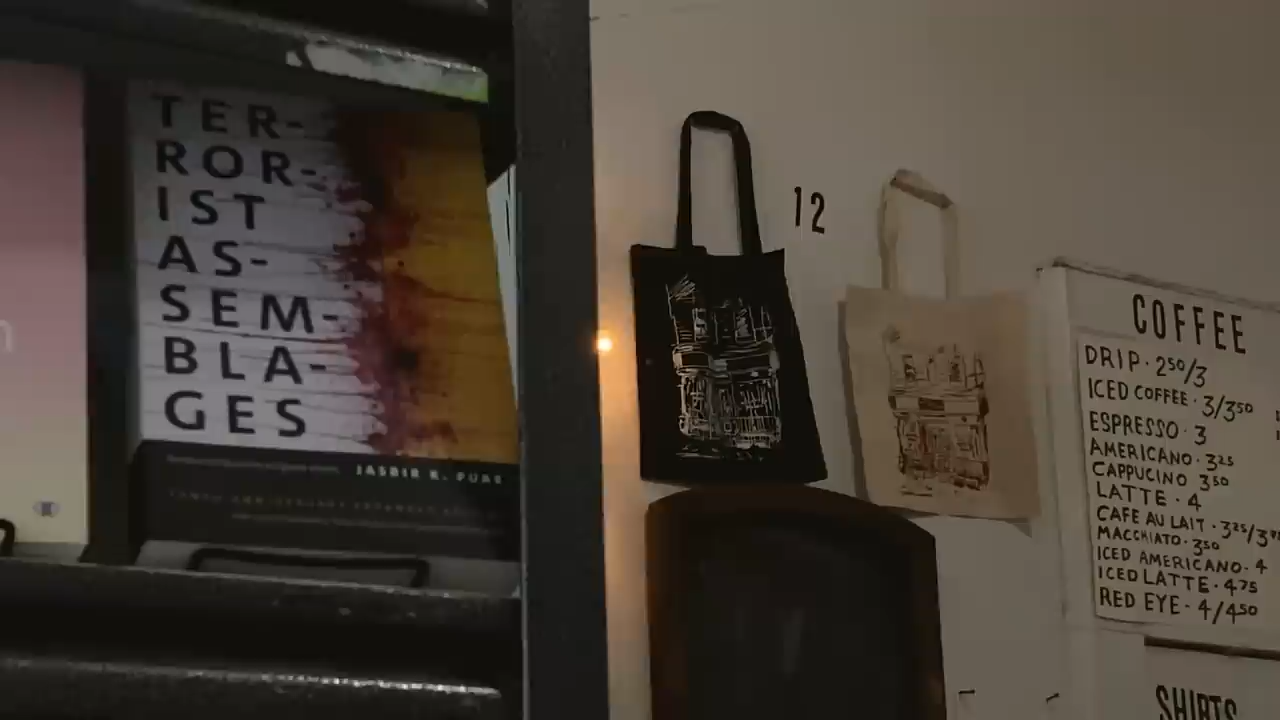 TER-
ROR-
IST
AS-
SEM-
BLA-
GES
JASBIR K. PUAR
n
12
COFFEE
DRIP · 2⁵⁰/3
ICED COFFEE · 3/3⁵⁰
ESPRESSO · 3
AMERICANO · 3²⁵
CAPPUCINO 3⁵⁰
LATTE · 4
CAFE AU LAIT · 3²⁵/3
MACCHIATO · 3⁵⁰
ICED AMERICANO · 4
ICED LATTE · 4⁷⁵
RED EYE · 4/4⁵⁰
SHIRTS